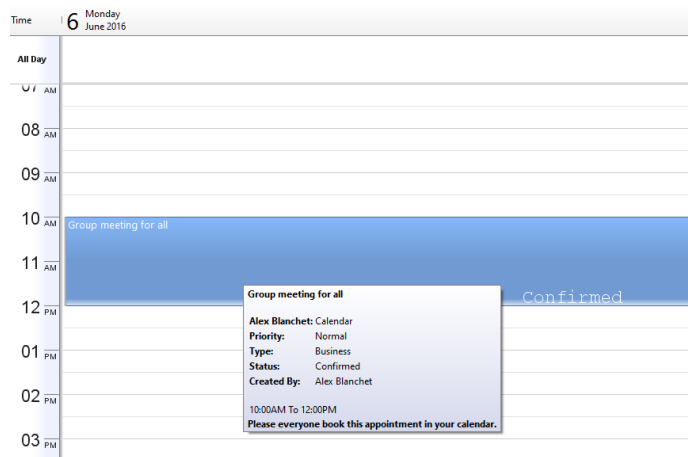 Time
6 Monday
June 2016
All Day
07 AM
08 AM
09 AM
10 AM
Group meeting for all
11 AM
Confirmed
12 PM
Group meeting for all
Alex Blanchet: Calendar
Priority: Normal
Type: Business
Status: Confirmed
Created By: Alex Blanchet
10:00AM To 12:00PM
Please everyone book this appointment in your calendar.
01 PM
02 PM
03 PM